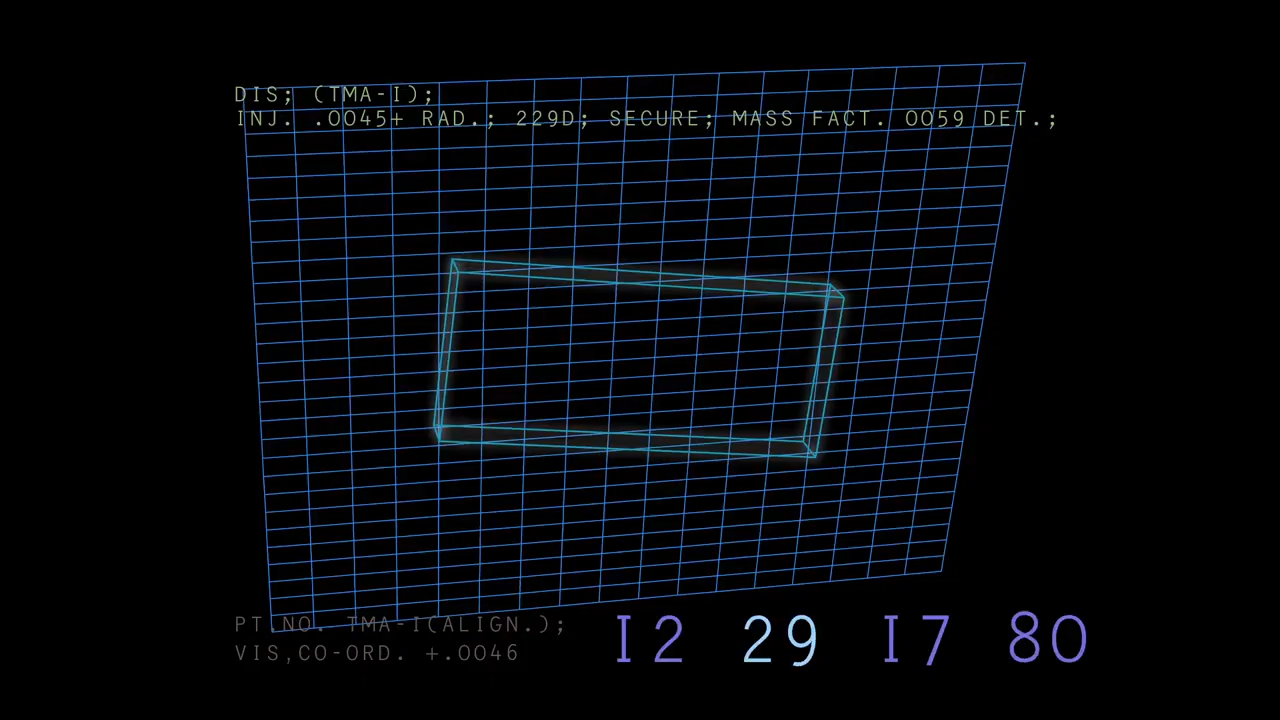 DIS; (TMA-I);
INJ. .0045+ RAD.; 229D; SECURE; MASS FACT. 0059 DET.;
PT.NO. TMA-I(ALIGN.);
VIS,CO-ORD. +.0046
I2 29 I7 80